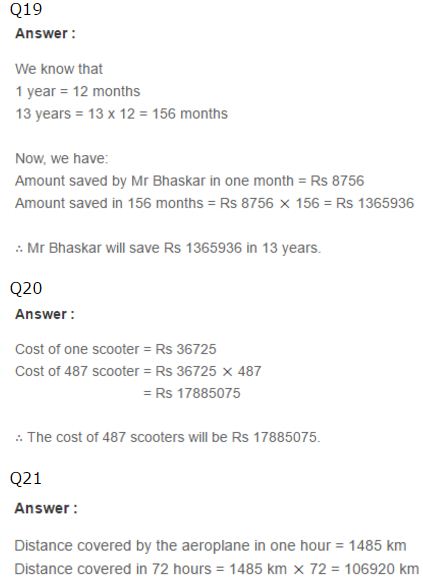 Q19
Answer :
We know that
1 year = 12 months
13 years = 13 x 12 = 156 months
Now, we have:
Amount saved by Mr Bhaskar in one month = Rs 8756
Amount saved in 156 months = Rs 8756 × 156 = Rs 1365936
∴ Mr Bhaskar will save Rs 1365936 in 13 years.
Q20
Answer :
Cost of one scooter = Rs 36725
Cost of 487 scooter = Rs 36725 × 487
= Rs 17885075
∴ The cost of 487 scooters will be Rs 17885075.
Q21
Answer :
Distance covered by the aeroplane in one hour = 1485 km
Distance covered in 72 hours = 1485 km × 72 = 106920 km